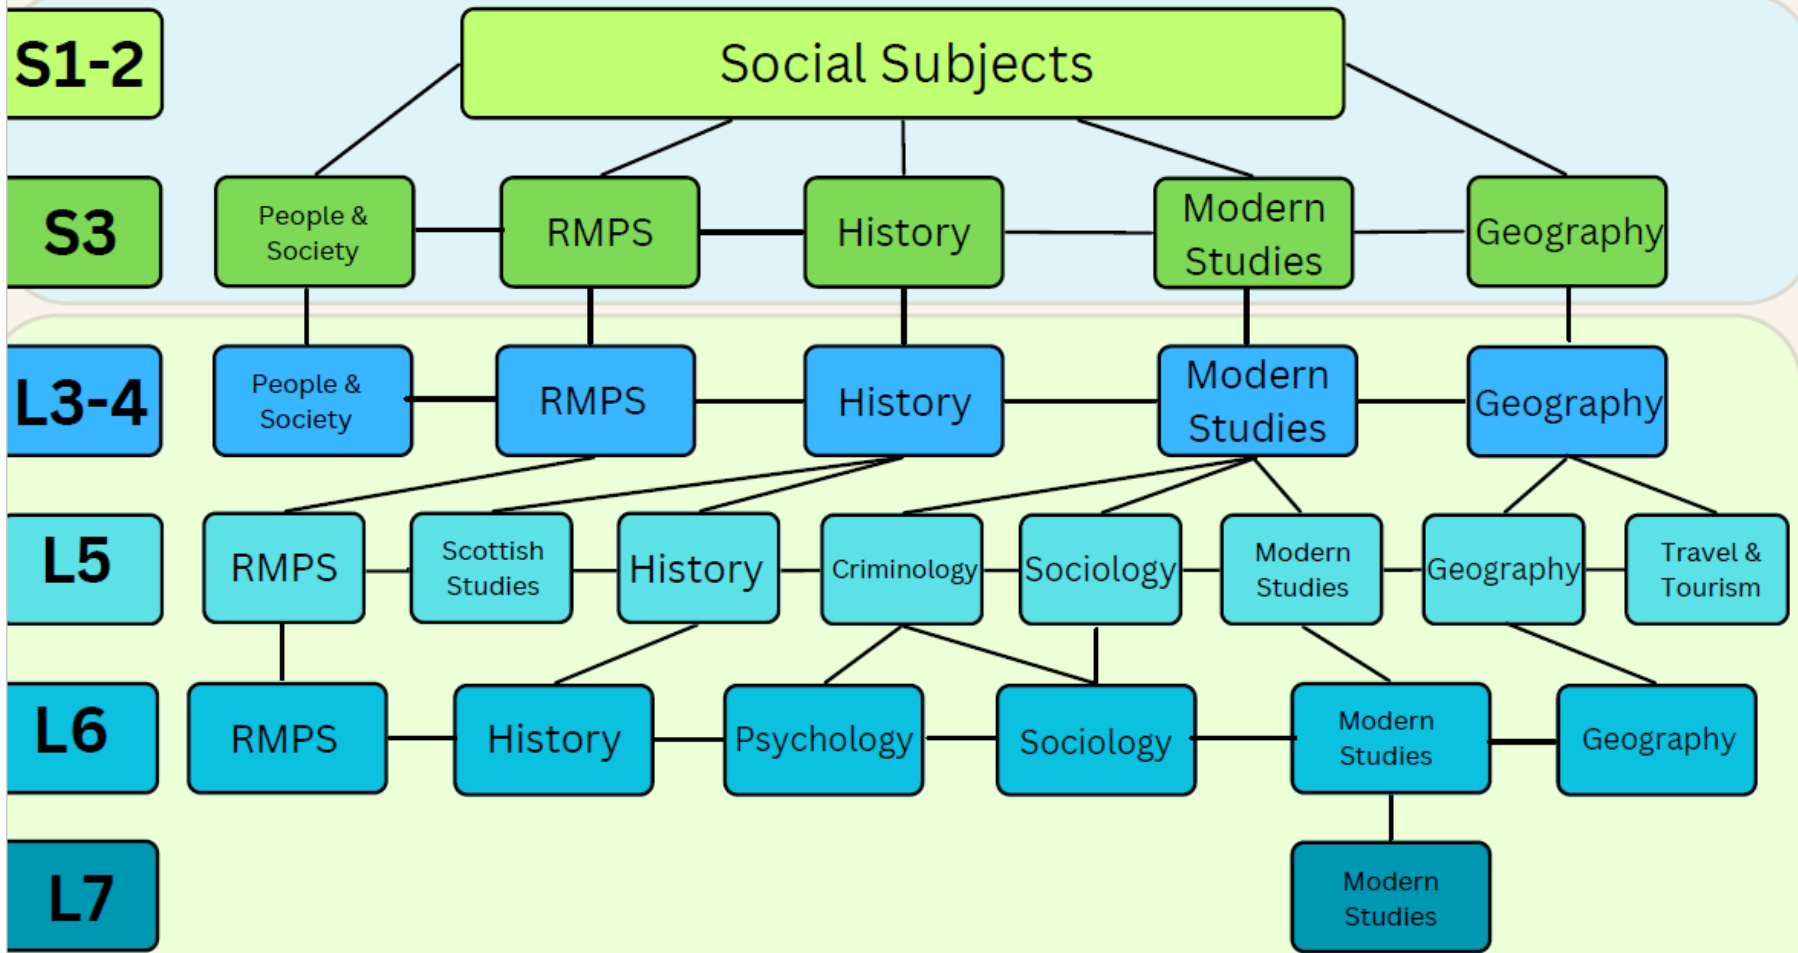 S1-2
Social Subjects
S3
People &
Society
RMPS
History
Modern
Studies
Geography
L3-4
People &
Society
RMPS
History
Modern
Studies
Geography
L5
RMPS
Scottish
Studies
History
Criminology
Sociology
Modern
Studies
Geography
Travel &
Tourism
L6
RMPS
History
Psychology
Sociology
Modern
Studies
Geography
L7
Modern
Studies